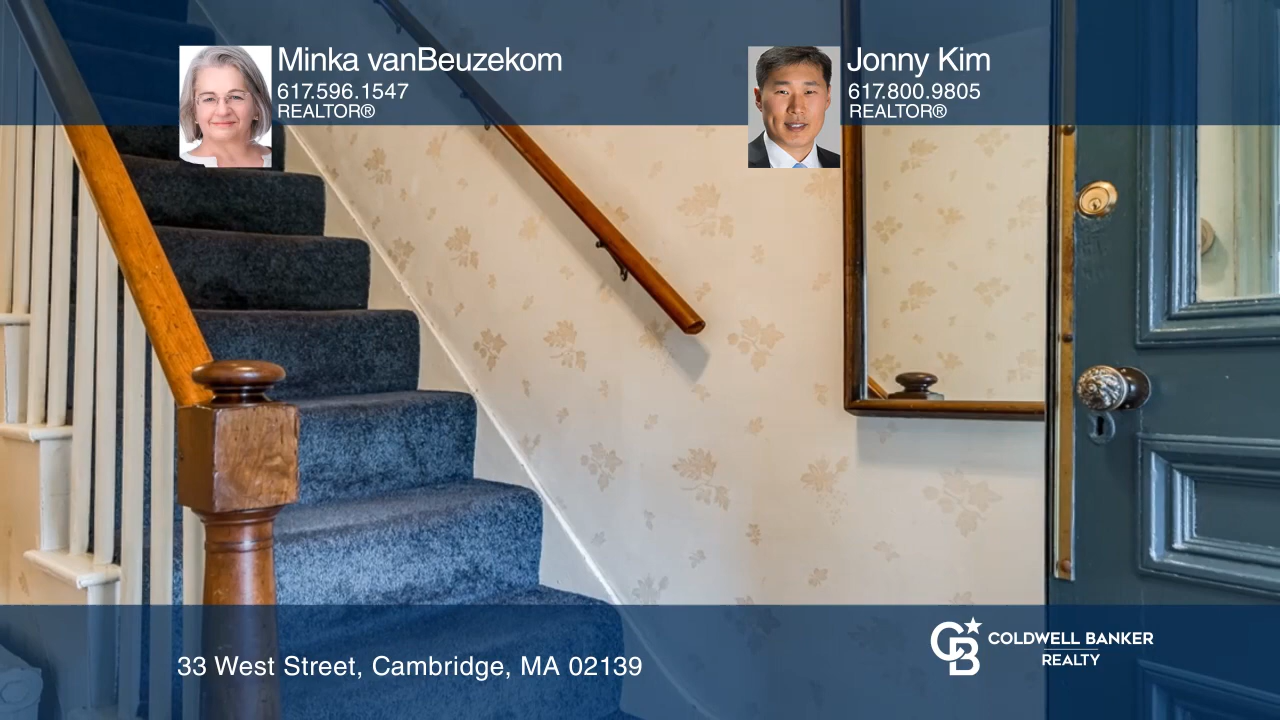 Minka vanBeuzekom
617.596.1547
REALTOR®
Jonny Kim
617.800.9805
REALTOR®
33 West Street, Cambridge, MA 02139
CB
COLDWELL BANKER
REALTY